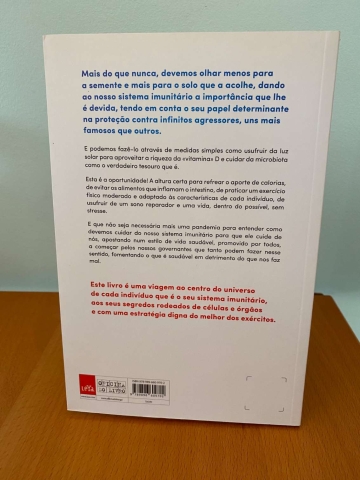 Mais do que nunca, devemos olhar menos para
a semente e mais para o solo que a acolhe, dando
ao nosso sistema imunitário a importância que lhe
é devida, tendo em conta o seu papel determinante
na proteção contra infinitos agressores, uns mais
famosos que outros.
E podemos fazê-lo através de medidas simples como usufruir da luz
solar para aproveitar a riqueza da «vitamina» D e cuidar da microbiota
como o verdadeiro tesouro que é.
Esta é a oportunidade! A altura certa para refrear o aporte de calorias,
de evitar os alimentos que inflamam o intestino, de praticar um exercício
físico moderado e adaptado às características de cada indivíduo, de
usufruir de um sono reparador e uma vida, dentro do possível, sem
stresse.
E que não seja necessária mais uma pandemia para entender como
devemos cuidar do nosso sistema imunitário para que ele cuide de
nós, apostando num estilo de vida saudável, promovido por todos,
a começar pelos nossos governantes que tanto podem fazer nesse
sentido, fomentando o que é saudável em detrimento do que nos faz
mal.
Este livro é uma viagem ao centro do universo
de cada indivíduo que é o seu sistema imunitário,
aos seus segredos rodeados de células e órgãos
e com uma estratégia digna do melhor dos exércitos.